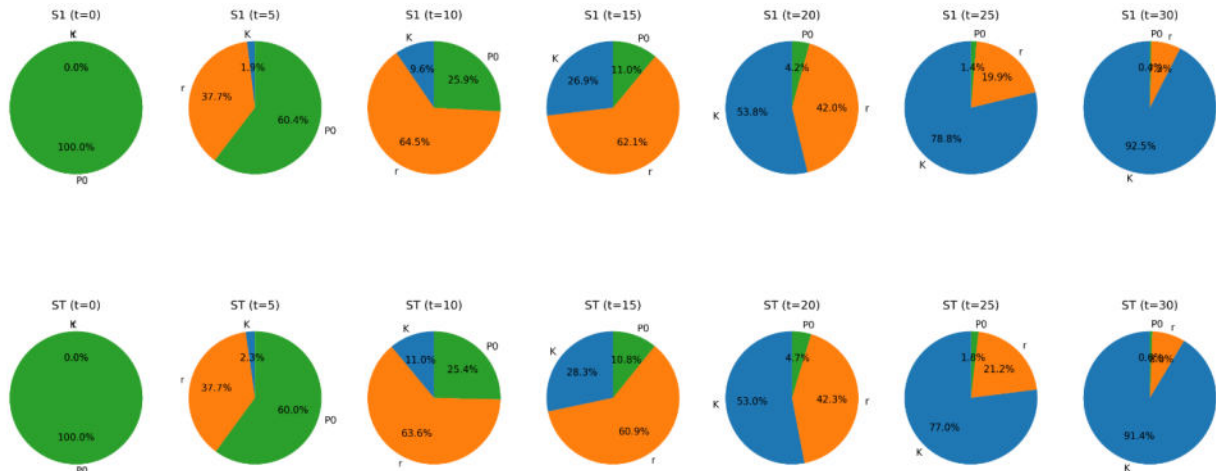 S1 (t=0) S1 (t=5) S1 (t=10) S1 (t=15) S1 (t=20) S1 (t=25) S1 (t=30)
K K K P0 K P0 P0 P0 P0 r
0.0% 1.9% 9.6% 25.9% 26.9% 11.0% 4.2% 1.4% 19.9%
r 37.7% 60.4% P0 64.5% r 62.1% r K 53.8% 42.0% r 78.8% K 92.5% K
100.0%
P0
ST (t=0) ST (t=5) ST (t=10) ST (t=15) ST (t=20) ST (t=25) ST (t=30)
K K P0 K P0 P0 P0 r P0 r
0.0% 2.3% 11.0% 25.4% 28.3% 10.8% 4.7% 1.8% 21.2%
r 37.7% 60.0% P0 63.6% r 60.9% r K 53.0% 42.3% r 77.0% K 91.4% K
100.0%
P0